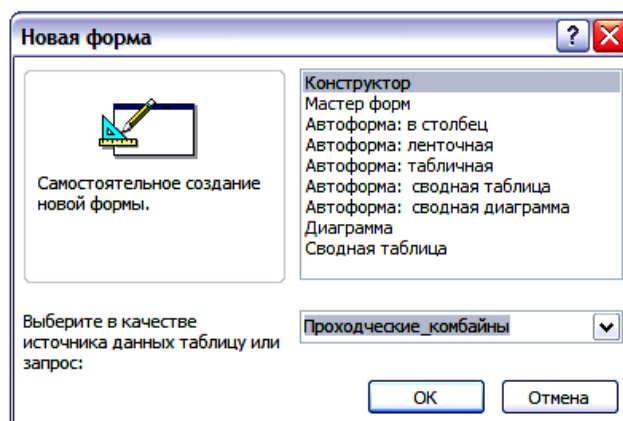 Новая форма
Самостоятельное создание
новой формы.
Конструктор
Мастер форм
Автоформа: в столбец
Автоформа: ленточная
Автоформа: табличная
Автоформа: сводная таблица
Автоформа: сводная диаграмма
Диаграмма
Сводная таблица
Выберите в качестве
источника данных таблицу или
запрос:
Проходческие_комбайны
ОК
Отмена